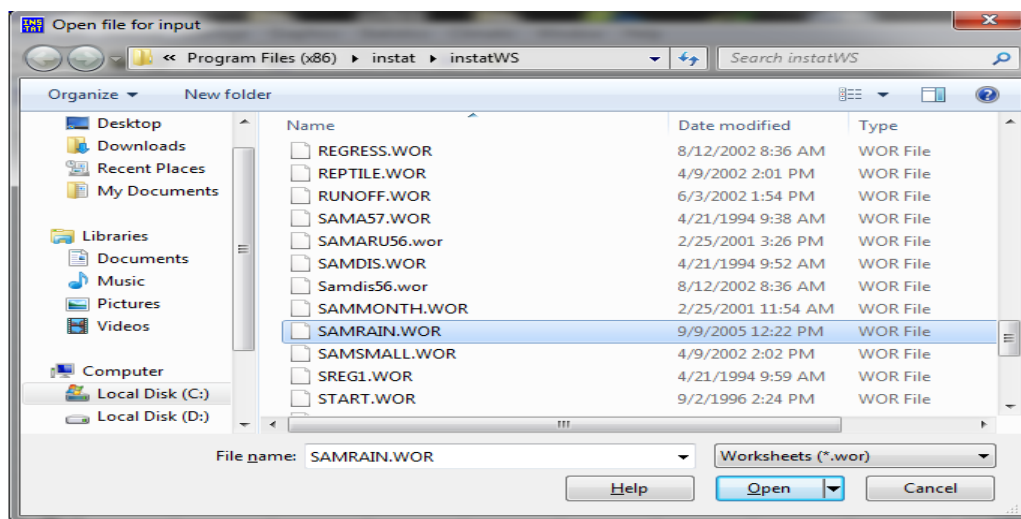 INS
TAT
Open file for input
« Program Files (x86) ▸ instat ▸ instatWS
Search instatWS
Organize
New folder
Desktop
Downloads
Recent Places
My Documents
Libraries
Documents
Music
Pictures
Videos
Computer
Local Disk (C:)
Local Disk (D:)
Name Date modified Type
REGRESS.WOR 8/12/2002 8:36 AM WOR File
REPTILE.WOR 4/9/2002 2:01 PM WOR File
RUNOFF.WOR 6/3/2002 1:54 PM WOR File
SAMA57.WOR 4/21/1994 9:38 AM WOR File
SAMARU56.wor 2/25/2001 3:26 PM WOR File
SAMDIS.WOR 4/21/1994 9:52 AM WOR File
Samdis56.wor 8/12/2002 8:36 AM WOR File
SAMMONTH.WOR 2/25/2001 11:54 AM WOR File
SAMRAIN.WOR 9/9/2005 12:22 PM WOR File
SAMSMALL.WOR 4/9/2002 2:02 PM WOR File
SREG1.WOR 4/21/1994 9:59 AM WOR File
START.WOR 9/2/1996 2:24 PM WOR File
File name: SAMRAIN.WOR
Worksheets (*.wor)
Help
Open
Cancel